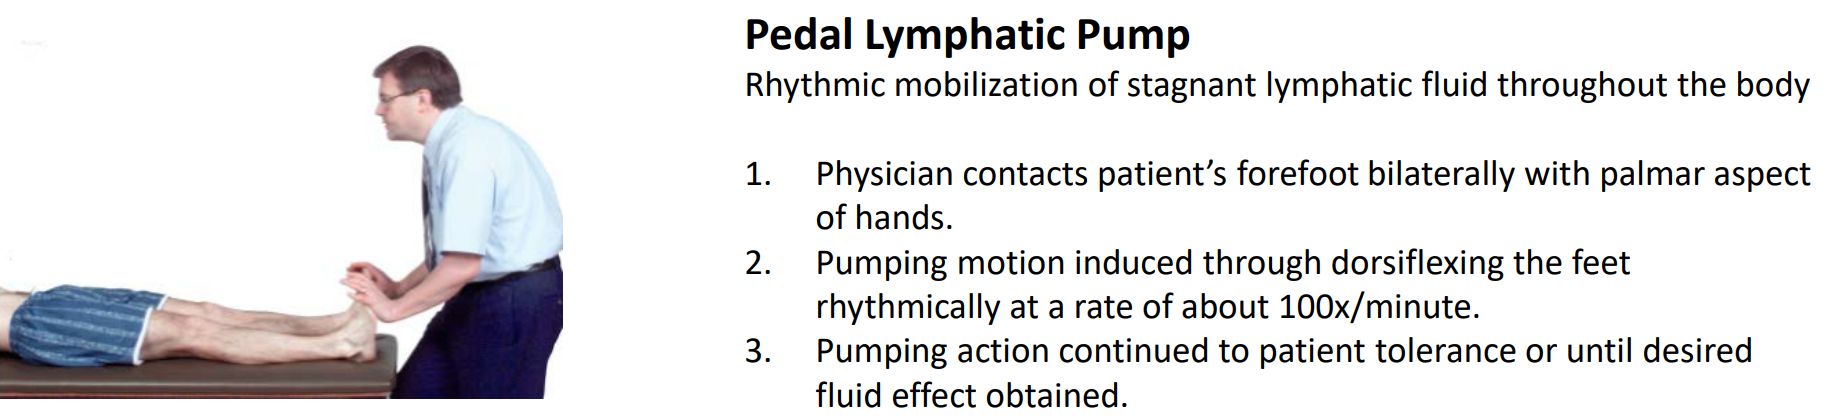 Pedal Lymphatic Pump
Rhythmic mobilization of stagnant lymphatic fluid throughout the body
1. Physician contacts patient’s forefoot bilaterally with palmar aspect
of hands.
2. Pumping motion induced through dorsiflexing the feet
rhythmically at a rate of about 100x/minute.
3. Pumping action continued to patient tolerance or until desired
fluid effect obtained.